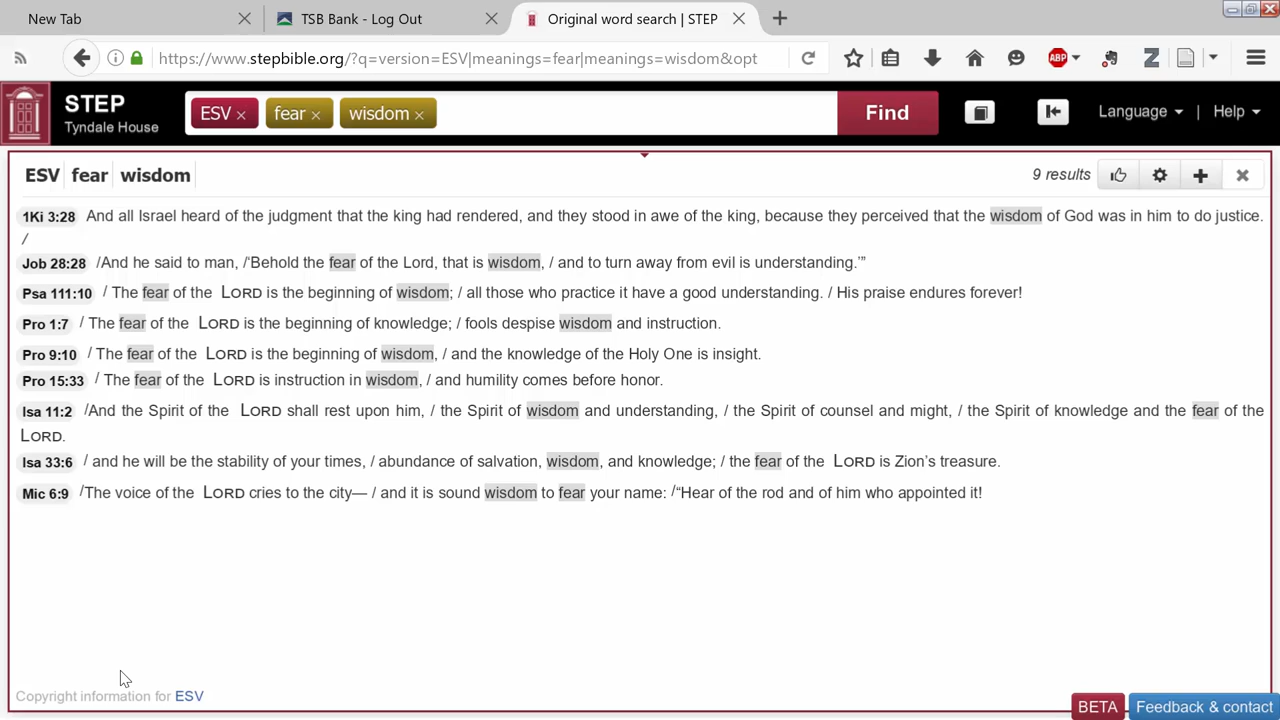 New Tab
TSB Bank - Log Out
Original word search | STEP
https://www.stepbible.org/?q=version=ESV|meanings=fear|meanings=wisdom&opt
ABP
STEP
Tyndale House
ESV × fear × wisdom ×
Find
Language
|
Help
ESV fear wisdom
9 results
1Ki 3:28 And all Israel heard of the judgment that the king had rendered, and they stood in awe of the king, because they perceived that the wisdom of God was in him to do justice.
/
Job 28:28 /And he said to man, /‘Behold the fear of the Lord, that is wisdom, / and to turn away from evil is understanding.’”
Psa 111:10 / The fear of the LORD is the beginning of wisdom; / all those who practice it have a good understanding. / His praise endures forever!
Pro 1:7 / The fear of the LORD is the beginning of knowledge; / fools despise wisdom and instruction.
Pro 9:10 / The fear of the LORD is the beginning of wisdom, / and the knowledge of the Holy One is insight.
Pro 15:33 / The fear of the LORD is instruction in wisdom, / and humility comes before honor.
Isa 11:2 /And the Spirit of the LORD shall rest upon him, / the Spirit of wisdom and understanding, / the Spirit of counsel and might, / the Spirit of knowledge and the fear of the
LORD.
Isa 33:6 / and he will be the stability of your times, / abundance of salvation, wisdom, and knowledge; / the fear of the LORD is Zion’s treasure.
Mic 6:9 /The voice of the LORD cries to the city— / and it is sound wisdom to fear your name: /“Hear of the rod and of him who appointed it!
Copyright information for ESV
BETA
Feedback & contact